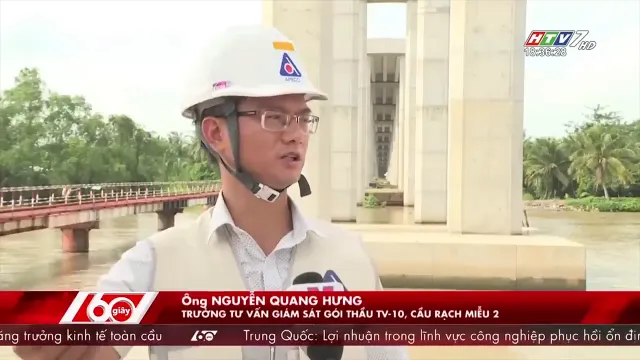 HTV7 HD
18:36:28
60 giây
Ông NGUYỄN QUANG HƯNG
TRƯỞNG TƯ VẤN GIÁM SÁT GÓI THẦU TV-10, CẦU RẠCH MIỄU 2
ăng trưởng kinh tế toàn cầu Trung Quốc: Lợi nhuận trong lĩnh vực công nghiệp phục hồi ổn đị